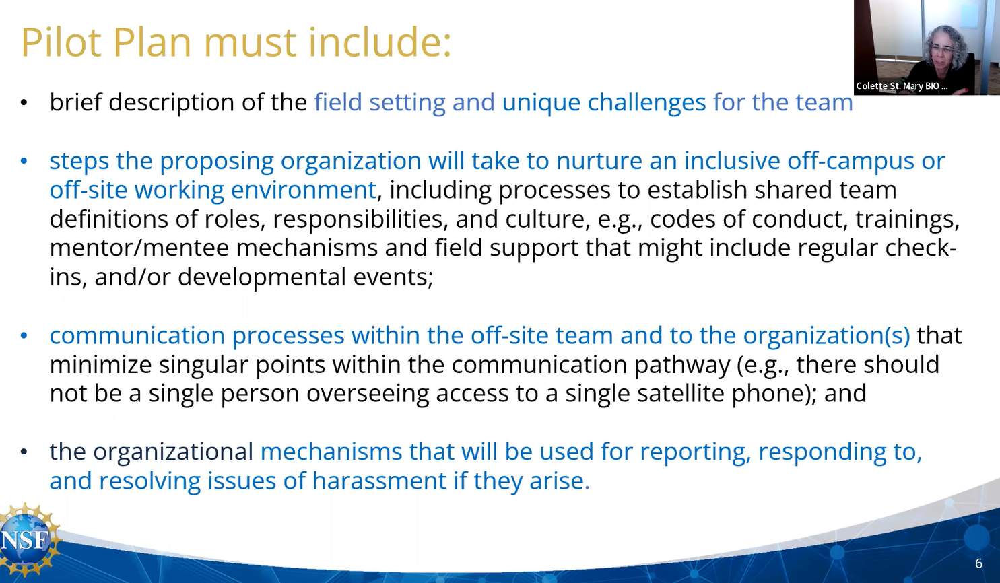 Pilot Plan must include:
Colette St. Mary BIO ...
• brief description of the field setting and unique challenges for the team
• steps the proposing organization will take to nurture an inclusive off-campus or
off-site working environment, including processes to establish shared team
definitions of roles, responsibilities, and culture, e.g., codes of conduct, trainings,
mentor/mentee mechanisms and field support that might include regular check-
ins, and/or developmental events;
• communication processes within the off-site team and to the organization(s) that
minimize singular points within the communication pathway (e.g., there should
not be a single person overseeing access to a single satellite phone); and
• the organizational mechanisms that will be used for reporting, responding to,
and resolving issues of harassment if they arise.
NSF
6